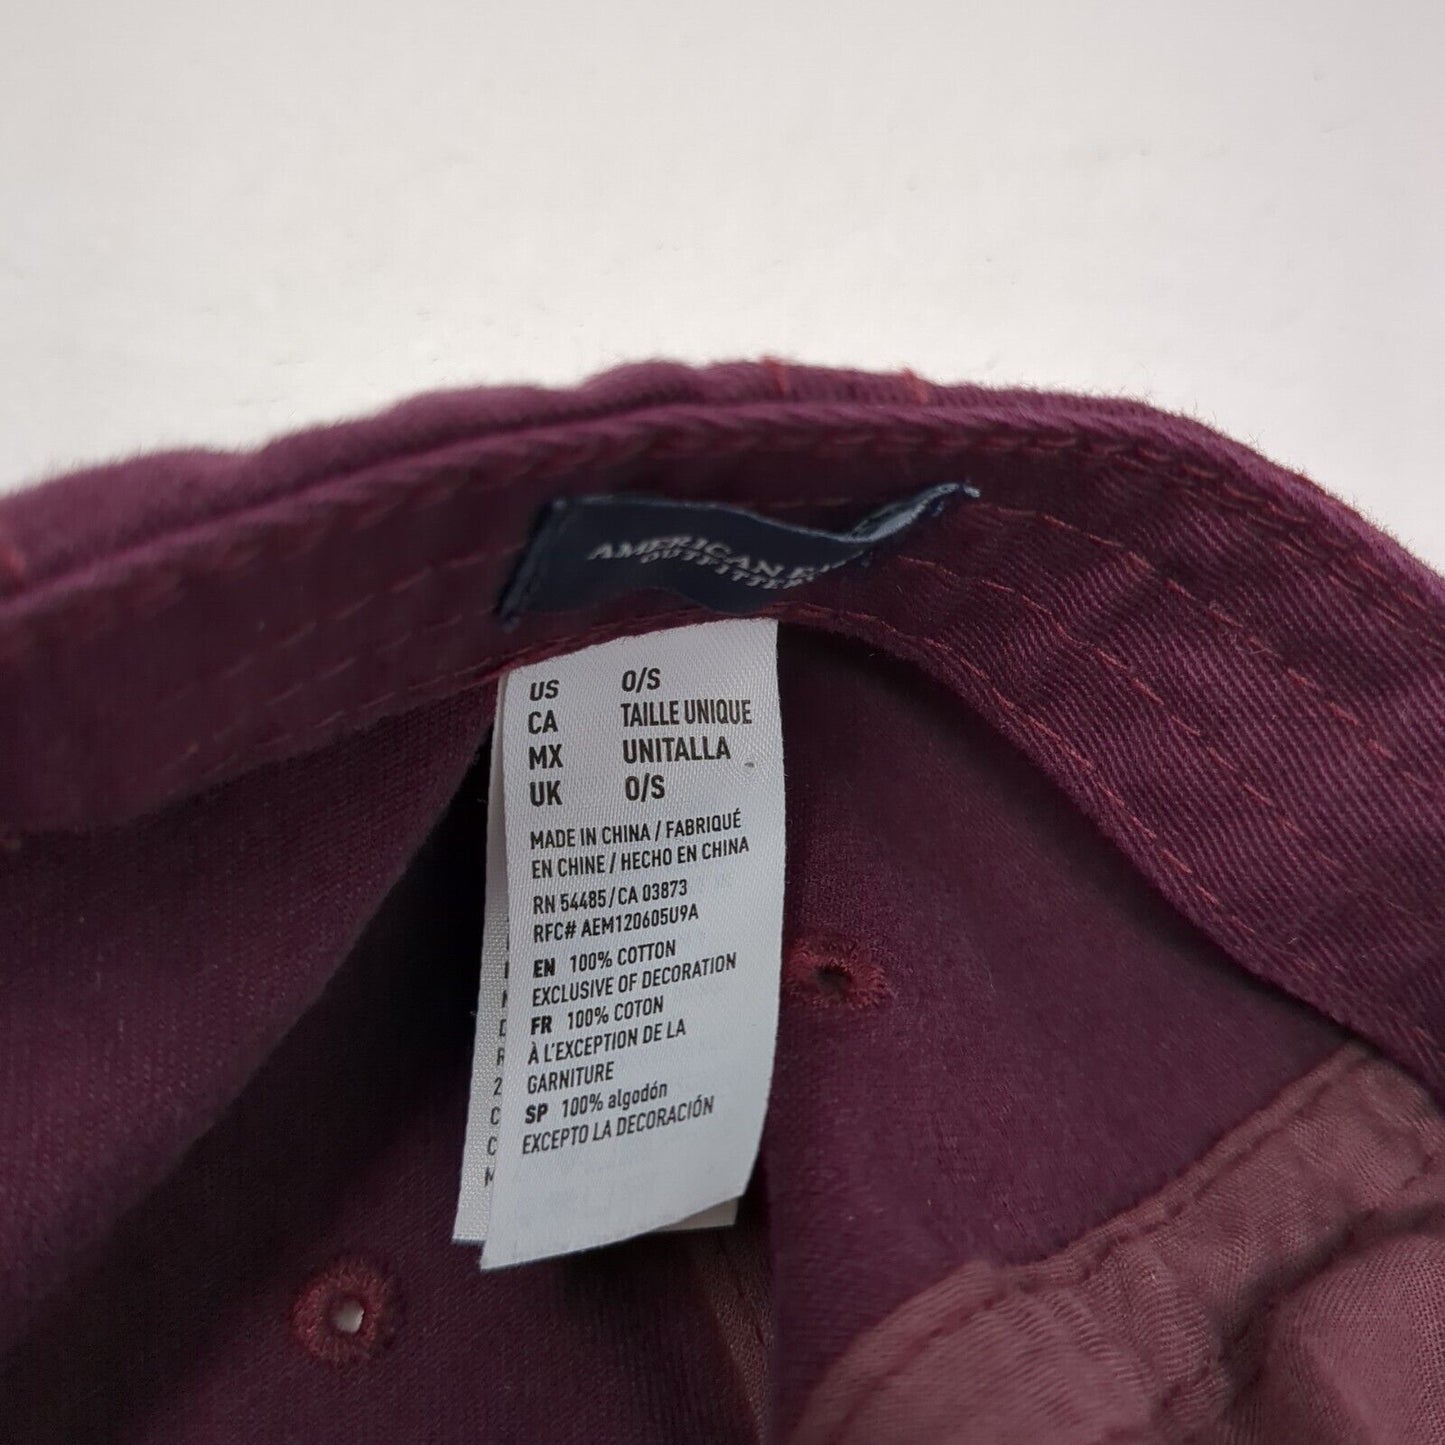 AMERICAN
US O/S
CA TAILLE UNIQUE
MX UNITALLA
UK O/S
MADE IN CHINA / FABRIQUÉ
EN CHINE / HECHO EN CHINA
RN 54485 / CA 03873
RFC# AEM120605U9A
EN 100% COTTON
EXCLUSIVE OF DECORATION
FR 100% COTON
À L'EXCEPTION DE LA
GARNITURE
SP 100% algodón
EXCEPTO LA DECORACIÓN